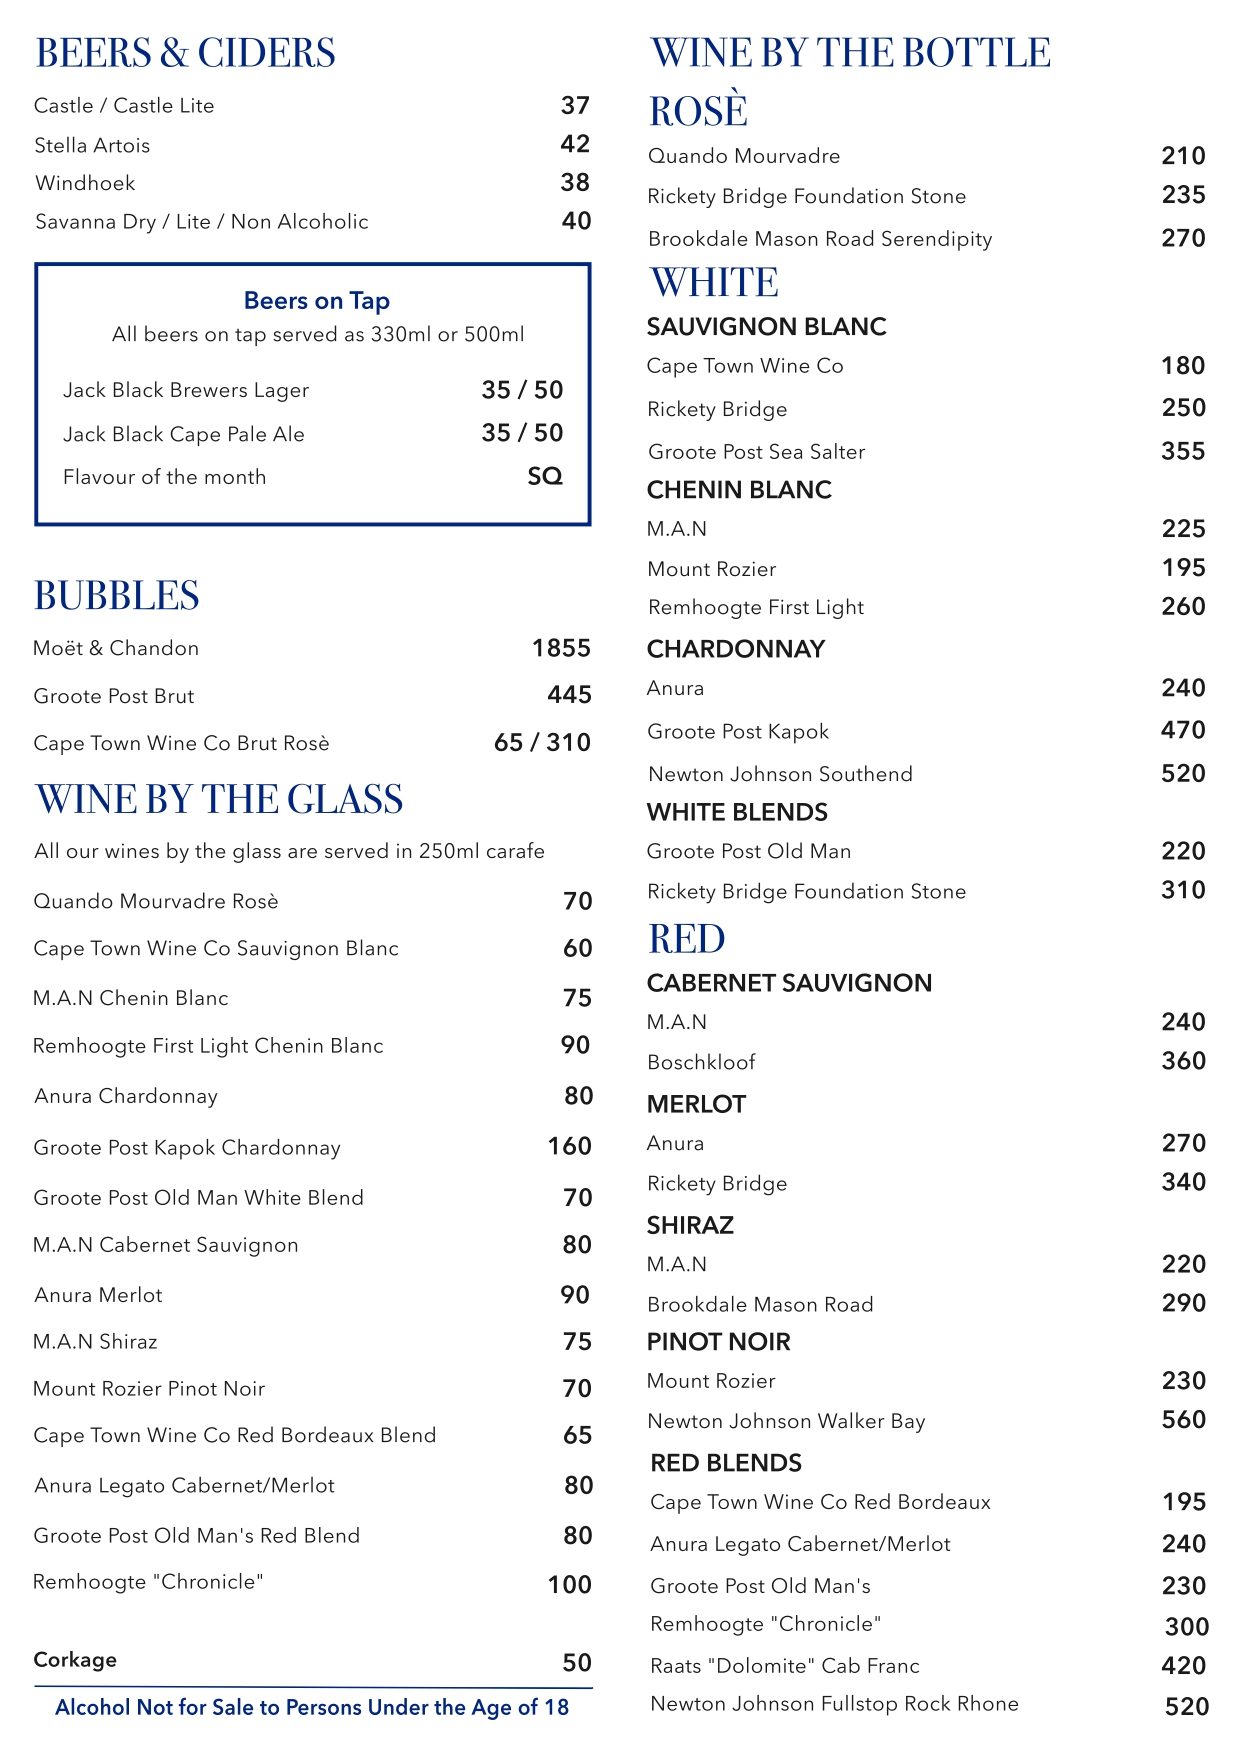 BEERS & CIDERS
Castle / Castle Lite 37
Stella Artois 42
Windhoek 38
Savanna Dry / Lite / Non Alcoholic 40
Beers on Tap
All beers on tap served as 330ml or 500ml
Jack Black Brewers Lager 35 / 50
Jack Black Cape Pale Ale 35 / 50
Flavour of the month SQ
BUBBLES
Moët & Chandon 1855
Groote Post Brut 445
Cape Town Wine Co Brut Rosè 65 / 310
WINE BY THE GLASS
All our wines by the glass are served in 250ml carafe
Quando Mourvadre Rosè 70
Cape Town Wine Co Sauvignon Blanc 60
M.A.N Chenin Blanc 75
Remhoogte First Light Chenin Blanc 90
Anura Chardonnay 80
Groote Post Kapok Chardonnay 160
Groote Post Old Man White Blend 70
M.A.N Cabernet Sauvignon 80
Anura Merlot 90
M.A.N Shiraz 75
Mount Rozier Pinot Noir 70
Cape Town Wine Co Red Bordeaux Blend 65
Anura Legato Cabernet/Merlot 80
Groote Post Old Man's Red Blend 80
Remhoogte "Chronicle" 100
Corkage 50
Alcohol Not for Sale to Persons Under the Age of 18
WINE BY THE BOTTLE
ROSÈ
Quando Mourvadre 210
Rickety Bridge Foundation Stone 235
Brookdale Mason Road Serendipity 270
WHITE
SAUVIGNON BLANC
Cape Town Wine Co 180
Rickety Bridge 250
Groote Post Sea Salter 355
CHENIN BLANC
M.A.N 225
Mount Rozier 195
Remhoogte First Light 260
CHARDONNAY
Anura 240
Groote Post Kapok 470
Newton Johnson Southend 520
WHITE BLENDS
Groote Post Old Man 220
Rickety Bridge Foundation Stone 310
RED
CABERNET SAUVIGNON
M.A.N 240
Boschkloof 360
MERLOT
Anura 270
Rickety Bridge 340
SHIRAZ
M.A.N 220
Brookdale Mason Road 290
PINOT NOIR
Mount Rozier 230
Newton Johnson Walker Bay 560
RED BLENDS
Cape Town Wine Co Red Bordeaux 195
Anura Legato Cabernet/Merlot 240
Groote Post Old Man's 230
Remhoogte "Chronicle" 300
Raats "Dolomite" Cab Franc 420
Newton Johnson Fullstop Rock Rhone 520